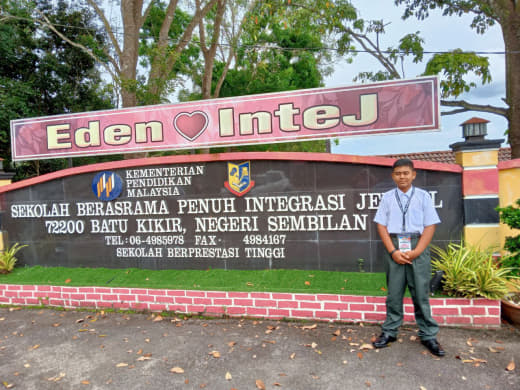 Eden ❤ InteJ
KEMENTERIAN
PENDIDIKAN
MALAYSIA
SEKOLAH BERASRAMA PENUH INTEGRASI
72200 BATU KIKIR, NEGERI SEMBILAN
TEL: 06-4985978 FAX- 4984167
SEKOLAH BERPRESTASI TINGGI